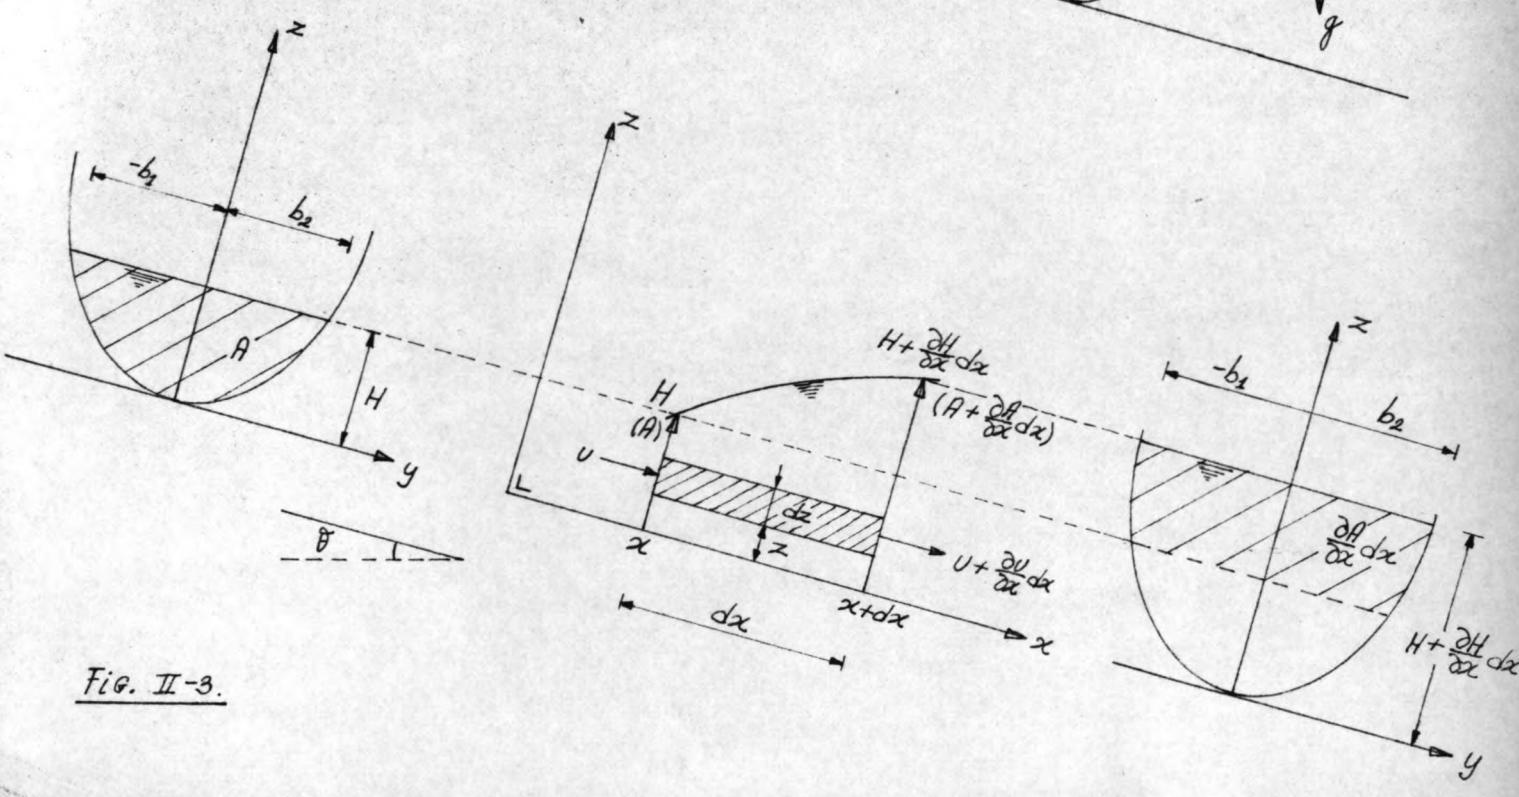 g
z
-b₁
b₂
A
H
y
ϑ
z
H
(A)
H + ∂H/∂x dx
(A + ∂A/∂x dx)
U
dz
z
U + ∂U/∂x dx
x
x+dx
dx
x
z
-b₁
b₂
∂A/∂x dx
H + ∂H/∂x dx
y
FIG. II-3.